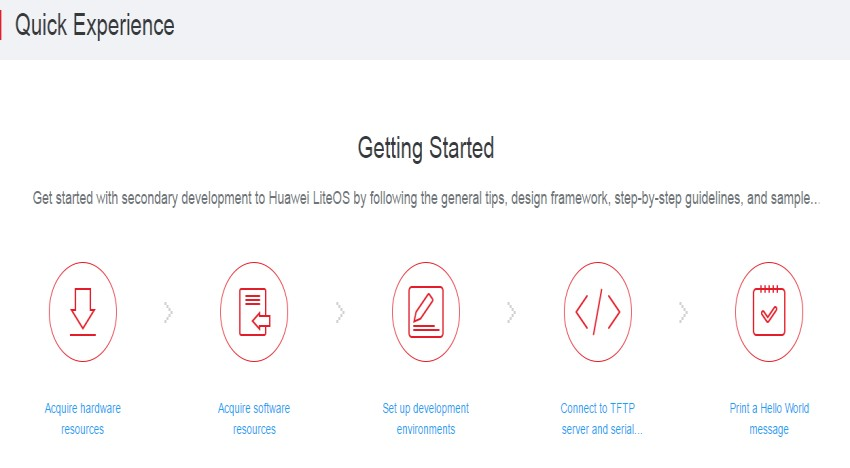 Quick Experience
Getting Started
Get started with secondary development to Huawei LiteOS by following the general tips, design framework, step-by-step guidelines, and sample...
Acquire hardware
resources
Acquire software
resources
Set up development
environments
Connect to TFTP
server and serial...
Print a Hello World
message